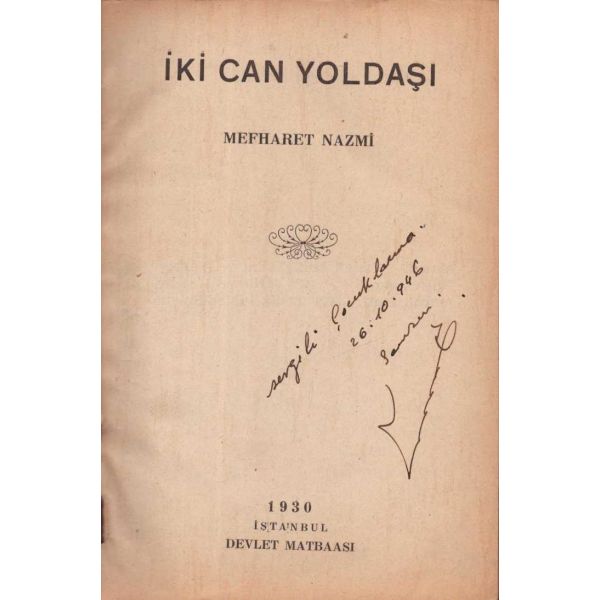 İKİ CAN YOLDAŞI
MEFHARET NAZMİ
sevgili Çocuklarıma.
26.10.946
1930
İSTANBUL
DEVLET MATBAASI